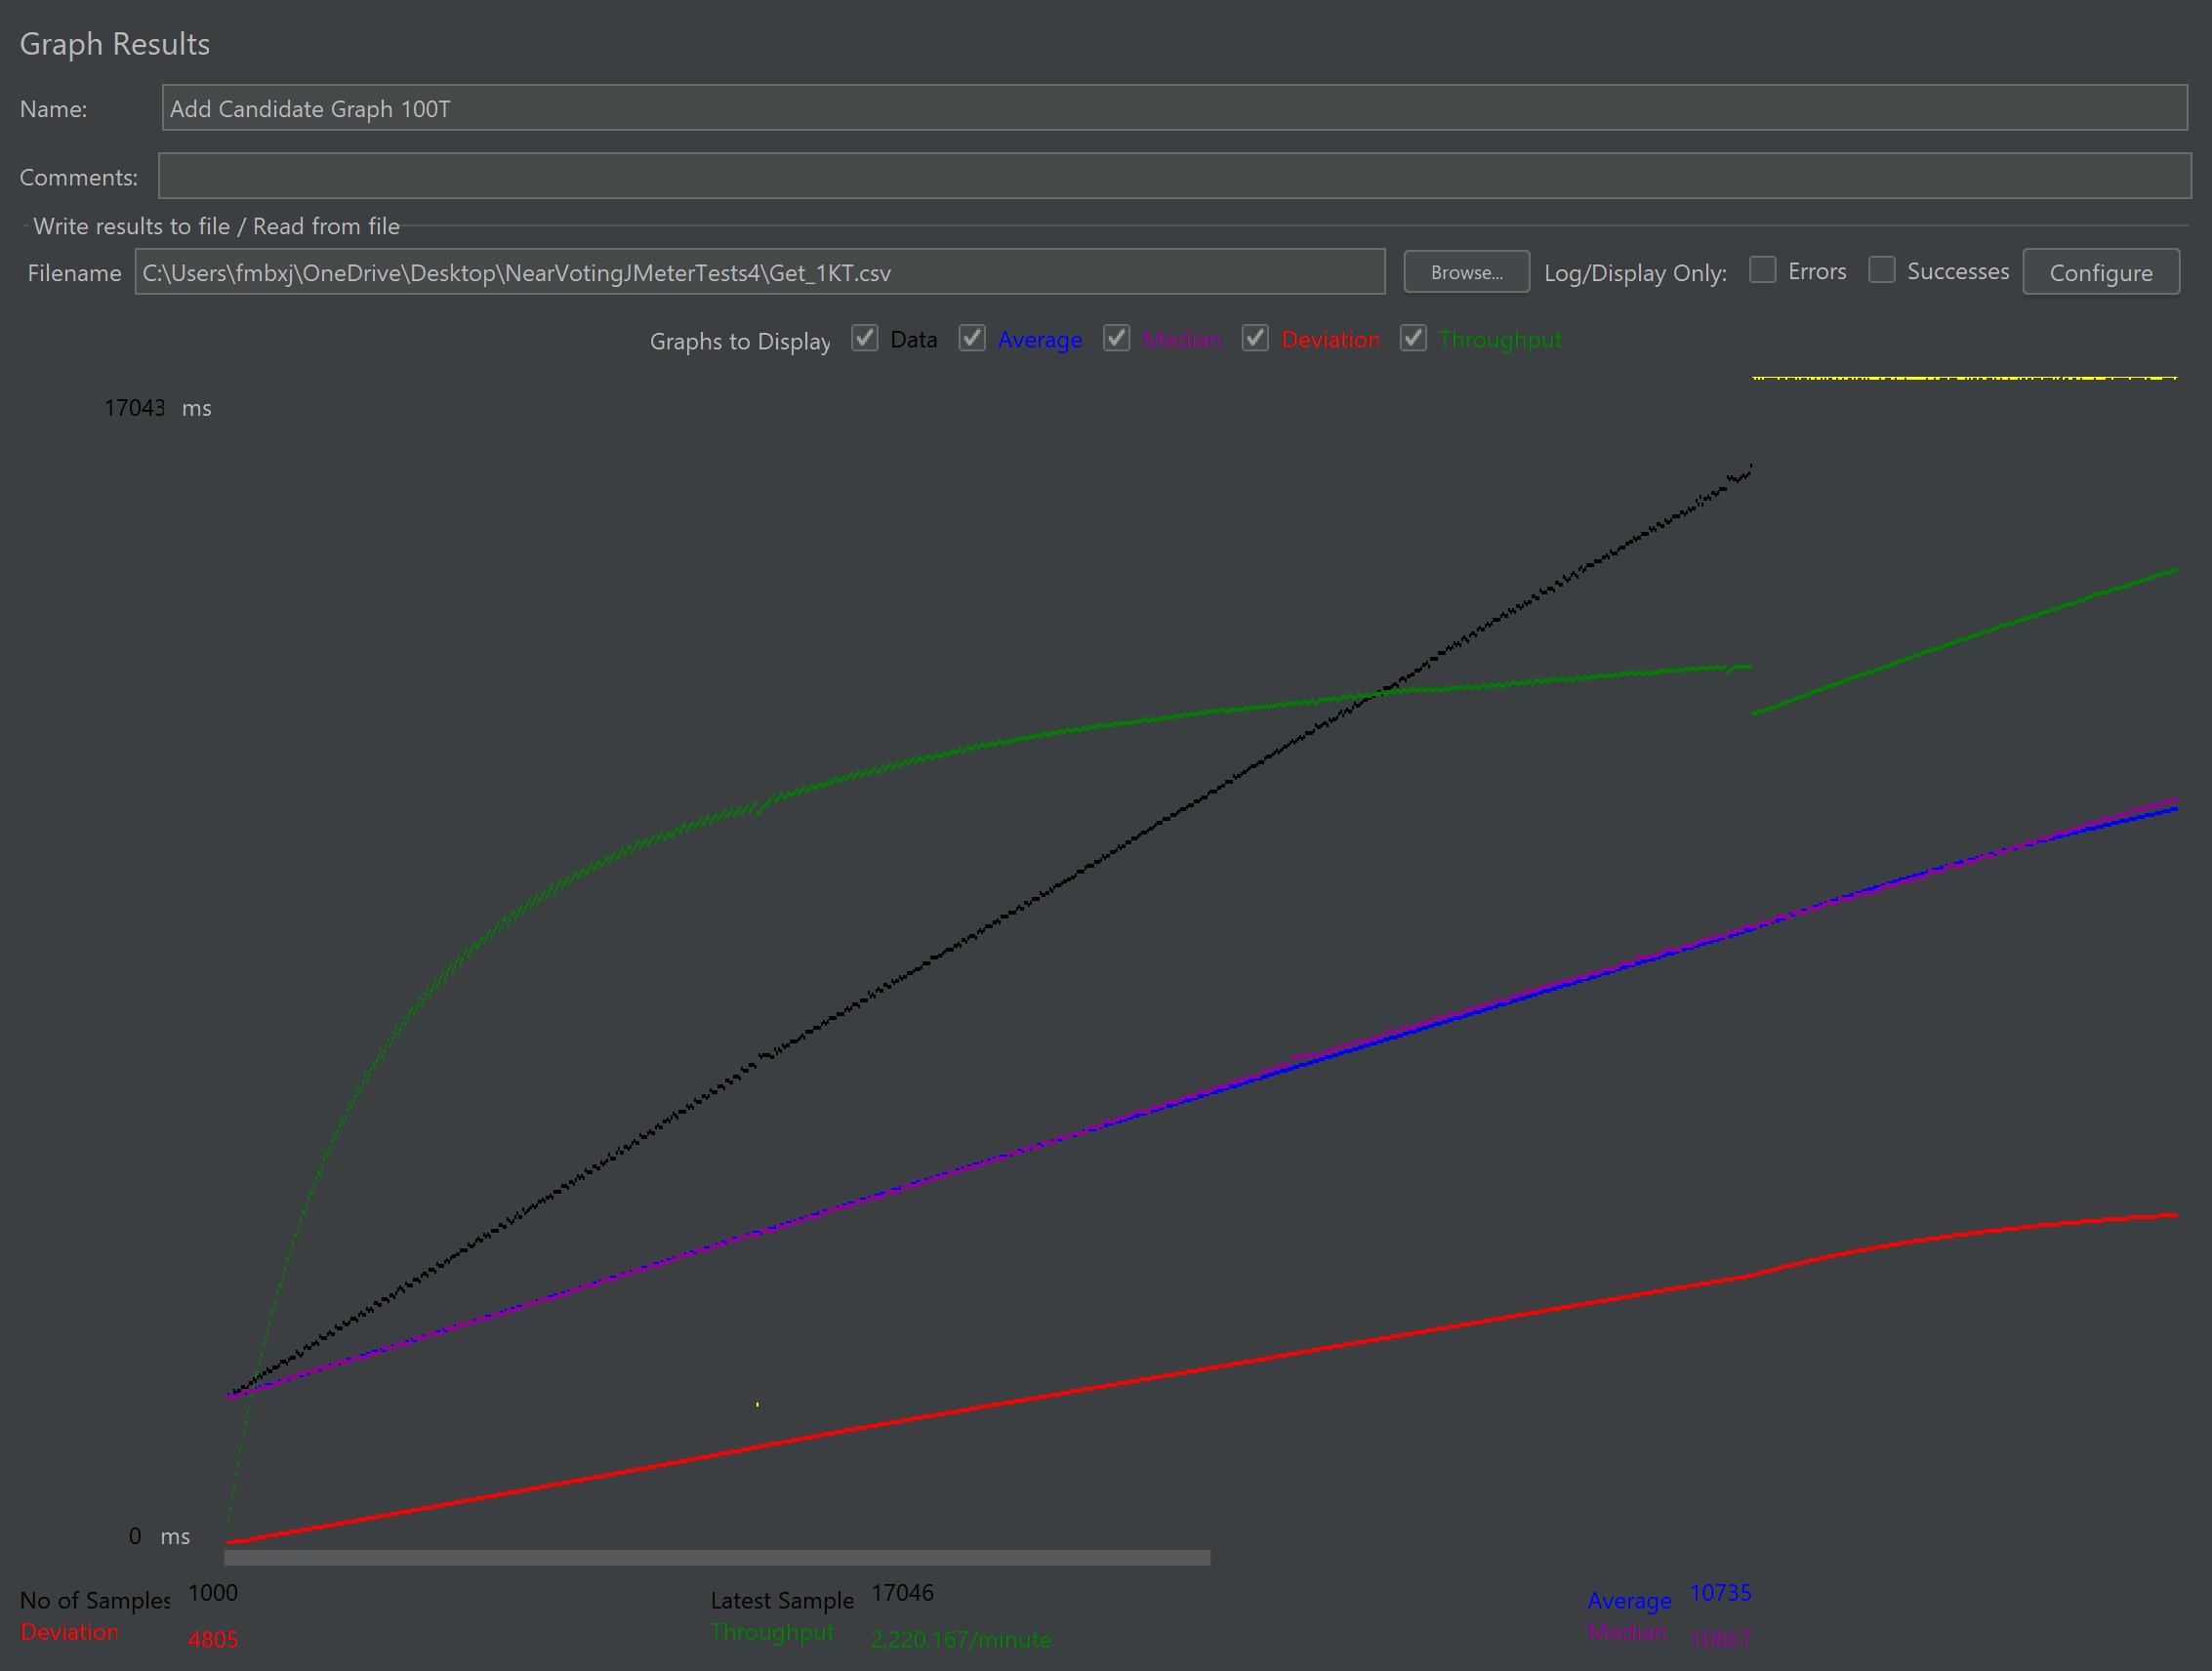 Graph Results
Name: Add Candidate Graph 100T
Comments:
Write results to file / Read from file
Filename C:\Users\fmbxj\OneDrive\Desktop\NearVotingJMeterTests4\Get_1KT.csv Browse... Log/Display Only: Errors Successes Configure
Graphs to Display Data Average Median Deviation Throughput
17043 ms
0 ms
No of Samples 1000 Latest Sample 17046 Average 10735
Deviation 4805 Throughput 2,220.167/minute Median 10867